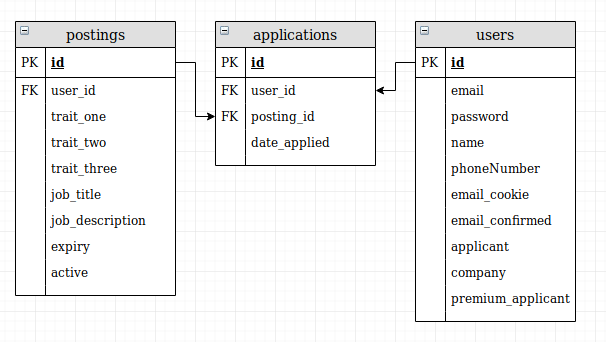 postings
PK id
FK user_id
trait_one
trait_two
trait_three
job_title
job_description
expiry
active
applications
PK id
FK user_id
FK posting_id
date_applied
users
PK id
email
password
name
phoneNumber
email_cookie
email_confirmed
applicant
company
premium_applicant